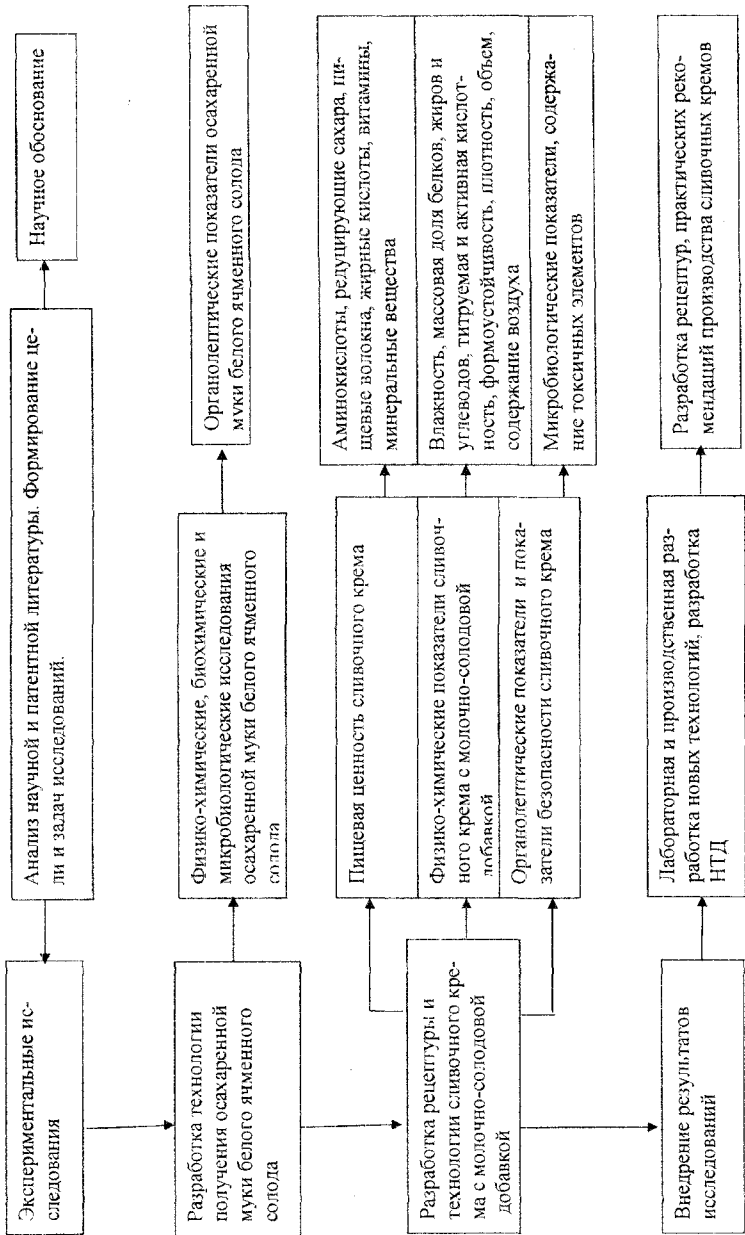 Анализ научной и патентной литературы. Формирование це-
ли и задач исследований.
Научное обоснование
Экспериментальные ис-
следования
Разработка технологии
получения осахаренной
муки белого ячменного
солода
Физико-химические, биохимические и
микробиологические исследования
осахаренной муки белого ячменного
солода
Органолептические показатели осахаренной
муки белого ячменного солода
Разработка рецептуры и
технологии сливочного кре-
ма с молочно-солодовой
добавкой
Пищевая ценность сливочного крема
Аминокислоты, редуцирующие сахара, пи-
щевые волокна, жирные кислоты, витамины,
минеральные вещества
Физико-химические показатели сливоч-
ного крема с молочно-солодовой
добавкой
Влажность, массовая доля белков, жиров и
углеводов, титруемая и активная кислот-
ность, формоустойчивость, плотность, объем,
содержание воздуха
Органолептические показатели и пока-
затели безопасности сливочного крема
Микробиологические показатели, содержа-
ние токсичных элементов
Внедрение результатов
исследований
Лабораторная и производственная раз-
работка новых технологий, разработка
НТД
Разработка рецептур, практических реко-
мендаций производства сливочных кремов